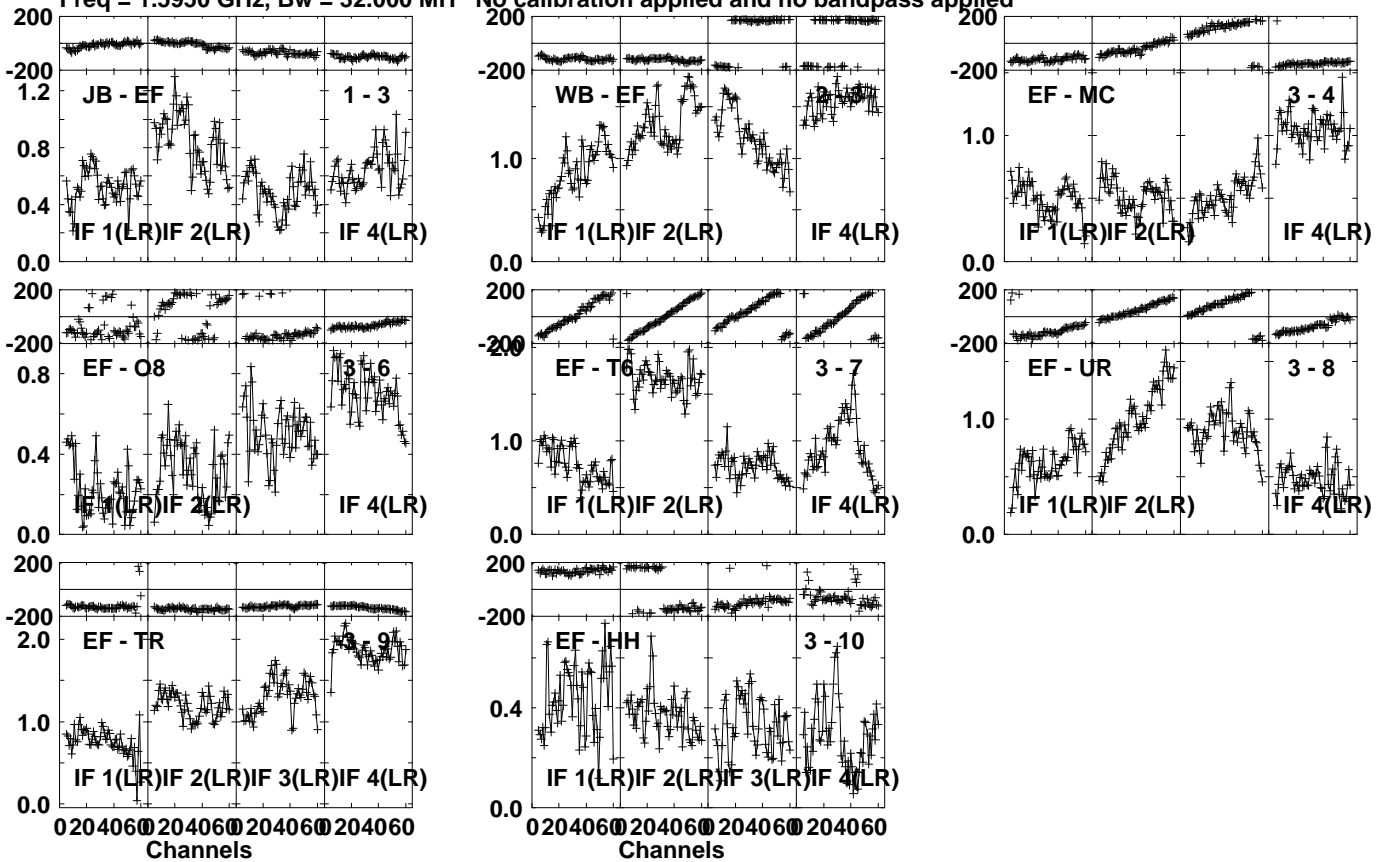 Freq = 1.5950 GHz, Bw = 32.000 MH No calibration applied and no bandpass applied
200
-200
JB - EF 1 - 3
1.2
0.8
0.4
0.0
IF 1(LR) IF 2(LR) IF 4(LR)
WB - EF
1.0
0.0
IF 1(LR) IF 2(LR) IF 4(LR)
200
-200
EF - MC 3 - 4
1.0
0.0
IF 1(LR) IF 2(LR) IF 4(LR)
200
-200
EF - O8 3 - 6
0.8
0.4
0.0
IF 1(LR) IF 2(LR) IF 4(LR)
200
-200
2.0
EF - T6 3 - 7
1.0
0.0
IF 1(LR) IF 2(LR) IF 4(LR)
200
-200
EF - UR 3 - 8
1.0
0.0
IF 1(LR) IF 2(LR) IF 4(LR)
200
-200
EF - TR 3 - 9
2.0
1.0
0.0
IF 1(LR) IF 2(LR) IF 3(LR) IF 4(LR)
0 20 40 60 0 20 40 60 0 20 40 60 0 20 40 60
Channels
200
-200
EF - HH 3 - 10
0.4
0.0
IF 1(LR) IF 2(LR) IF 3(LR) IF 4(LR)
0 20 40 60 0 20 40 60 0 20 40 60 0 20 40 60
Channels